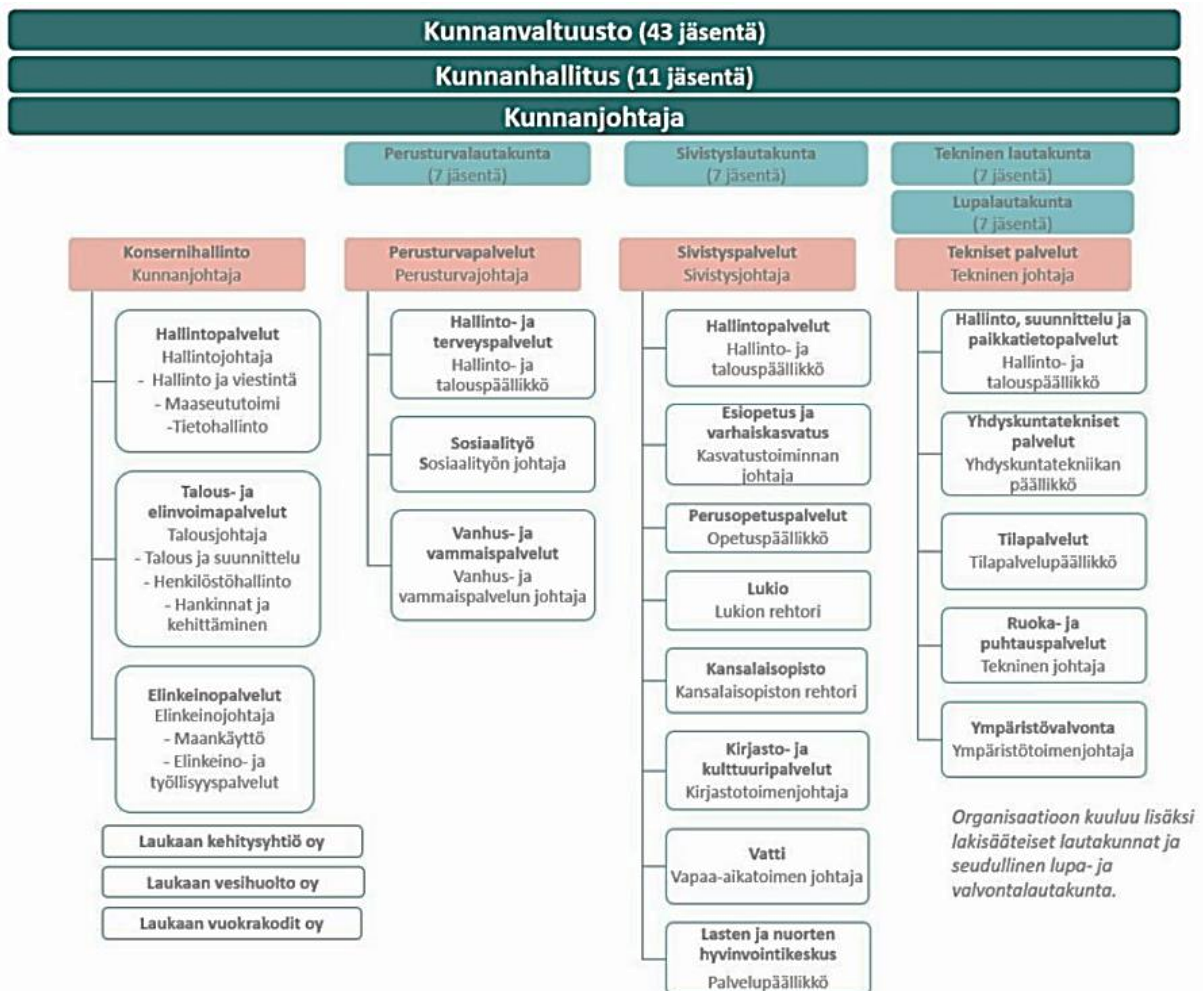 Kunnanvaltuusto (43 jäsentä)
Kunnanhallitus (11 jäsentä)
Kunnanjohtaja
Perusturvalautakunta
(7 jäsentä)
Sivistyslautakunta
(7 jäsentä)
Tekninen lautakunta
(7 jäsentä)
Lupalautakunta
(7 jäsentä)
Konsernihallinto
Kunnanjohtaja
Hallintopalvelut
Hallintojohtaja
- Hallinto ja viestintä
- Maaseututoimi
-Tietohallinto
Talous- ja
elinvoimapalvelut
Talousjohtaja
- Talous ja suunnittelu
- Henkilöstöhallinto
- Hankinnat ja
kehittäminen
Elinkeinopalvelut
Elinkeinojohtaja
- Maankäyttö
- Elinkeino- ja
työllisyyspalvelut
Laukaan kehitysyhtiö oy
Laukaan vesihuolto oy
Laukaan vuokrakodit oy
Perusturvapalvelut
Perusturvajohtaja
Hallinto- ja
terveyspalvelut
Hallinto- ja
talouspäällikkö
Sosiaalityö
Sosiaalityön johtaja
Vanhus- ja
vammaispalvelut
Vanhus- ja
vammaispalvelun johtaja
Sivistyspalvelut
Sivistysjohtaja
Hallintopalvelut
Hallinto- ja
talouspäällikkö
Esiopetus ja
varhaiskasvatus
Kasvatustoiminnan
johtaja
Perusopetuspalvelut
Opetuspäällikkö
Lukio
Lukion rehtori
Kansalaisopisto
Kansalaisopiston rehtori
Kirjasto- ja
kulttuuripalvelut
Kirjastotoimenjohtaja
Vatti
Vapaa-aikatoimen johtaja
Lasten ja nuorten
hyvinvointikeskus
Palvelupäällikkö
Tekniset palvelut
Tekninen johtaja
Hallinto, suunnittelu ja
paikkatietopalvelut
Hallinto- ja
talouspäällikkö
Yhdyskuntatekniset
palvelut
Yhdyskuntatekniikan
päällikkö
Tilapalvelut
Tilapalvelupäällikkö
Ruoka- ja
puhtauspalvelut
Tekninen johtaja
Ympäristövalvonta
Ympäristötoimenjohtaja
Organisaatioon kuuluu lisäksi
lakisääteiset lautakunnat ja
seudullinen lupa- ja
valvontalautakunta.